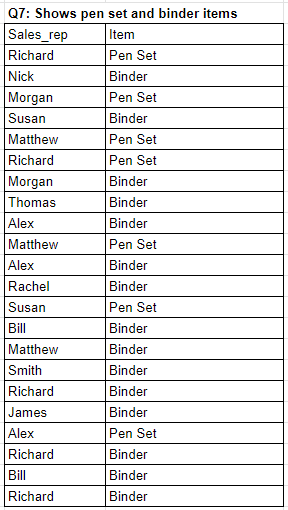 Q7: Shows pen set and binder items
Sales_rep Item
Richard Pen Set
Nick Binder
Morgan Pen Set
Susan Binder
Matthew Pen Set
Richard Pen Set
Morgan Binder
Thomas Binder
Alex Binder
Matthew Pen Set
Alex Binder
Rachel Binder
Susan Pen Set
Bill Binder
Matthew Binder
Smith Binder
Richard Binder
James Binder
Alex Pen Set
Richard Binder
Bill Binder
Richard Binder